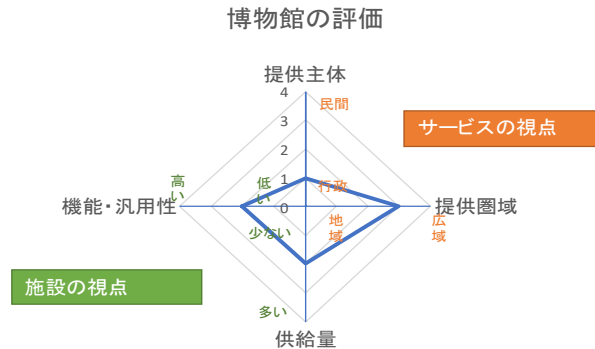 博物館の評価
提供主体
4
民間
3
サービスの視点
2
高い
低い
1
行政
機能・汎用性
0
提供圏域
地域
広域
少ない
施設の視点
多い
供給量